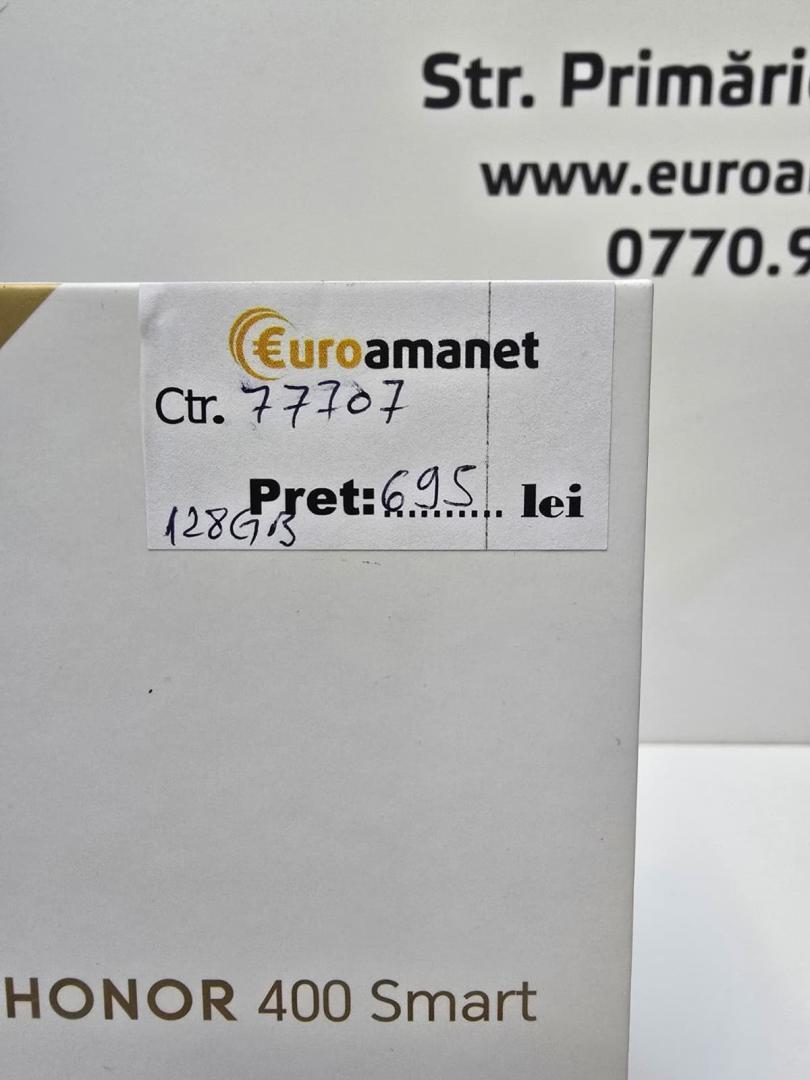 Str. Primări
www.euroa
0770.9
€uroamanet
Ctr. 77707
Pret: 695 .......... lei
128GB
HONOR 400 Smart